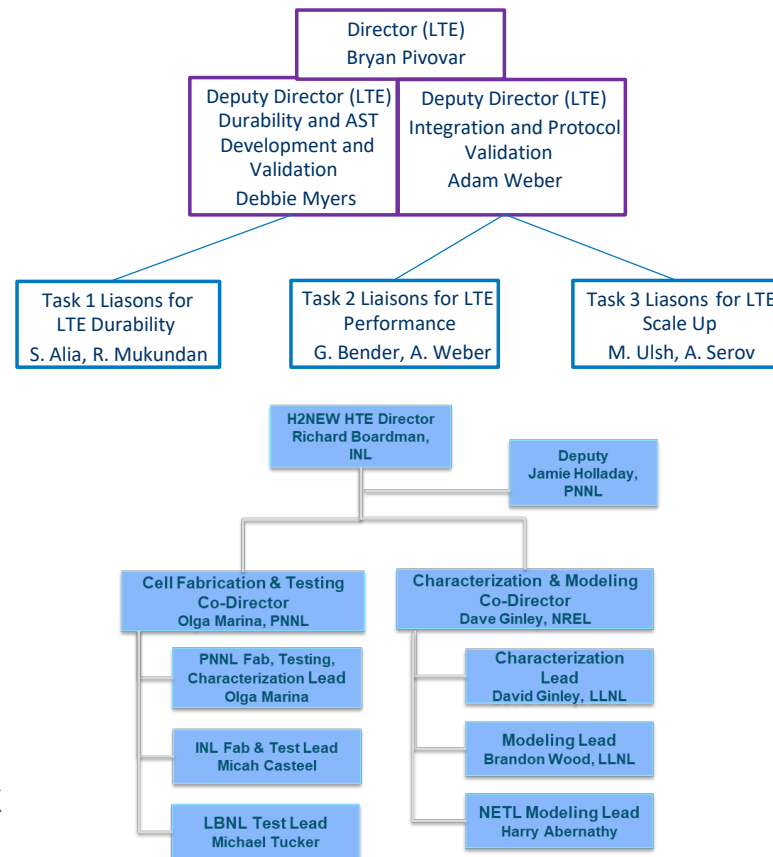 Director (LTE)
Bryan Pivovar
Deputy Director (LTE)
Durability and AST
Development and
Validation
Debbie Myers
Deputy Director (LTE)
Integration and Protocol
Validation
Adam Weber
Task 1 Liasons for
LTE Durability
S. Alia, R. Mukundan
Task 2 Liaisons for LTE
Performance
G. Bender, A. Weber
Task 3 Liasons for LTE
Scale Up
M. Ulsh, A. Serov
H2NEW HTE Director
Richard Boardman,
INL
Deputy
Jamie Holladay,
PNNL
Cell Fabrication & Testing
Co-Director
Olga Marina, PNNL
Characterization & Modeling
Co-Director
Dave Ginley, NREL
PNNL Fab, Testing,
Characterization Lead
Olga Marina
INL Fab & Test Lead
Micah Casteel
LBNL Test Lead
Michael Tucker
Characterization
Lead
David Ginley, LLNL
Modeling Lead
Brandon Wood, LLNL
NETL Modeling Lead
Harry Abernathy